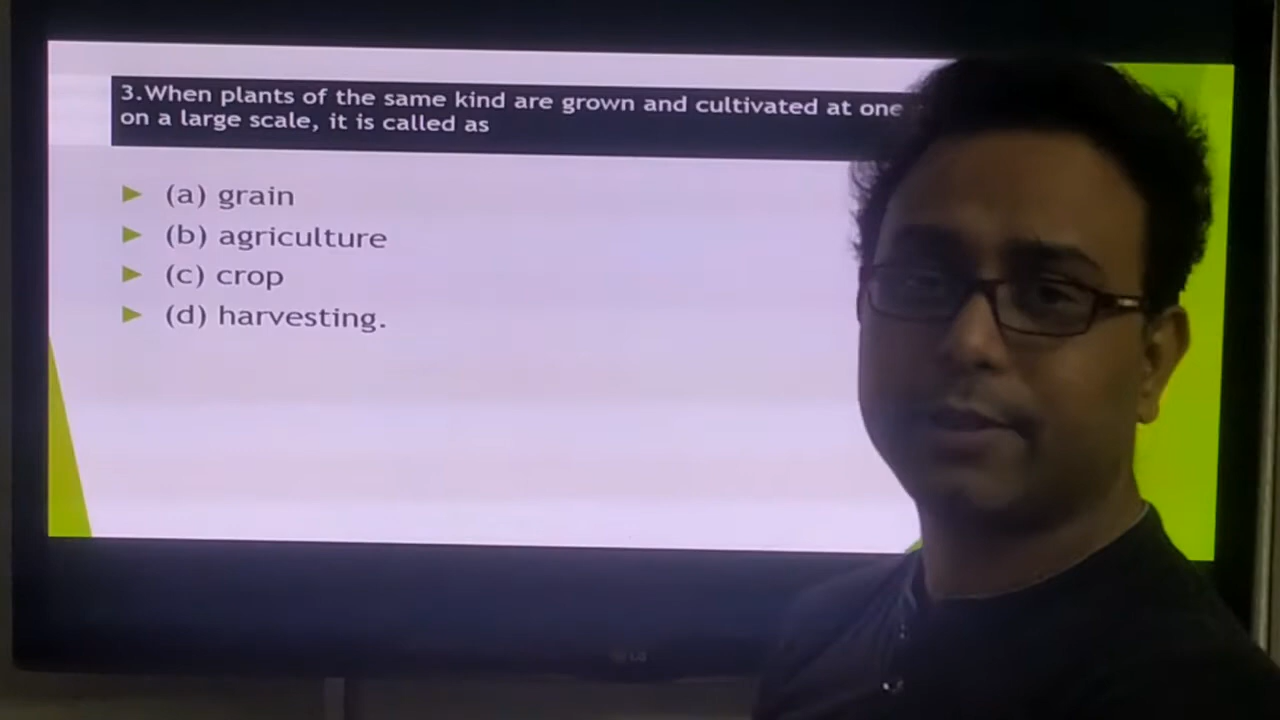 3.When plants of the same kind are grown and cultivated at one
on a large scale, it is called as
(a) grain
(b) agriculture
(c) crop
(d) harvesting.
LG